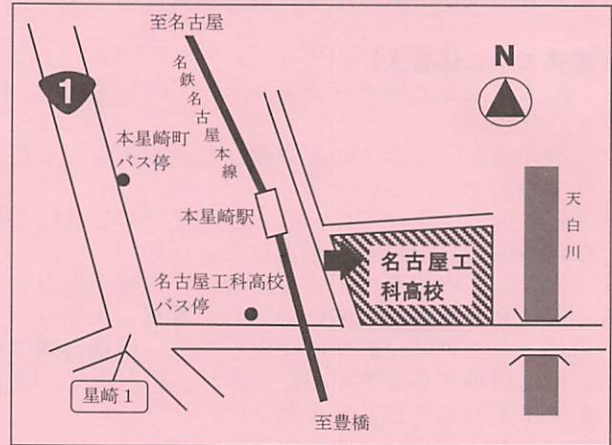 至名古屋
名鉄名古屋本線
N
1
本星崎町
バス停
本星崎駅
天白川
名古屋工
科高校
名古屋工科高校
バス停
星崎1
至豊橋